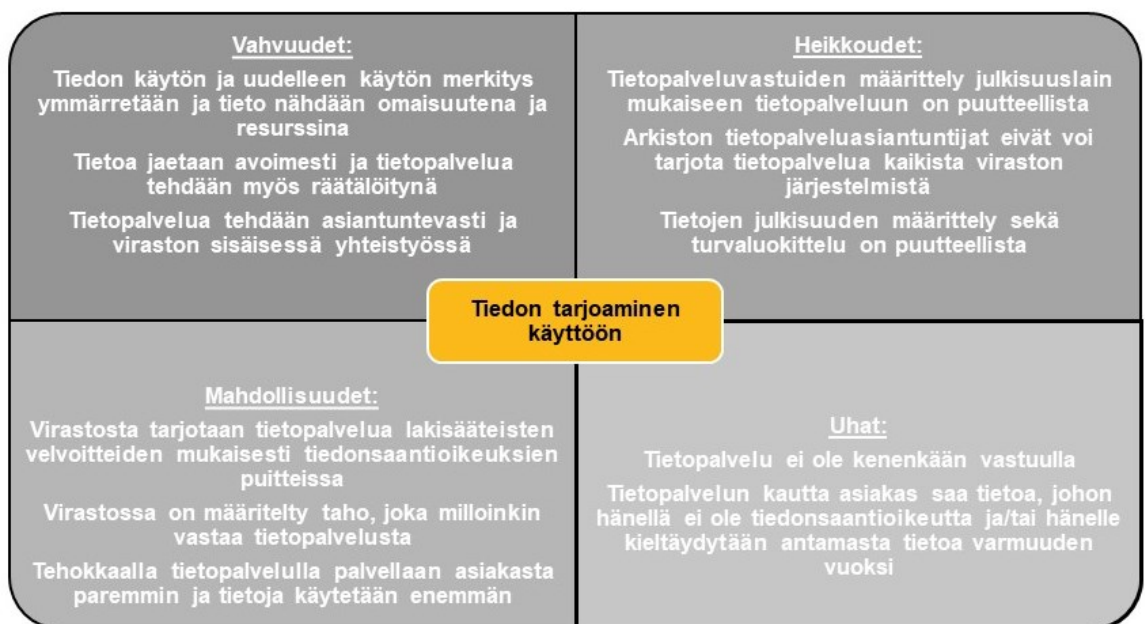 Vahvuudet:
Tiedon käytön ja uudelleen käytön merkitys
ymmärretään ja tieto nähdään omaisuutena ja
resurssina
Tietoa jaetaan avoimesti ja tietopalvelua
tehdään myös räätälöitynä
Tietopalvelua tehdään asiantuntevasti ja
viraston sisäisessä yhteistyössä
Heikkoudet:
Tietopalveluvastuiden määrittely julkisuuslain
mukaiseen tietopalveluun on puutteellista
Arkiston tietopalveluasiantuntijat eivät voi
tarjota tietopalvelua kaikista viraston
järjestelmistä
Tietojen julkisuuden määrittely sekä
turvaluokittelu on puutteellista
Tiedon tarjoaminen
käyttöön
Mahdollisuudet:
Virastosta tarjotaan tietopalvelua lakisääteisten
velvoitteiden mukaisesti tiedonsaantioikeuksien
puitteissa
Virastossa on määritelty taho, joka milloinkin
vastaa tietopalvelusta
Tehokkaalla tietopalvelulla palvellaan asiakasta
paremmin ja tietoja käytetään enemmän
Uhat:
Tietopalvelu ei ole kenenkään vastuulla
Tietopalvelun kautta asiakas saa tietoa, johon
hänellä ei ole tiedonsaantioikeutta ja/tai hänelle
kieltäydytään antamasta tietoa varmuuden
vuoksi